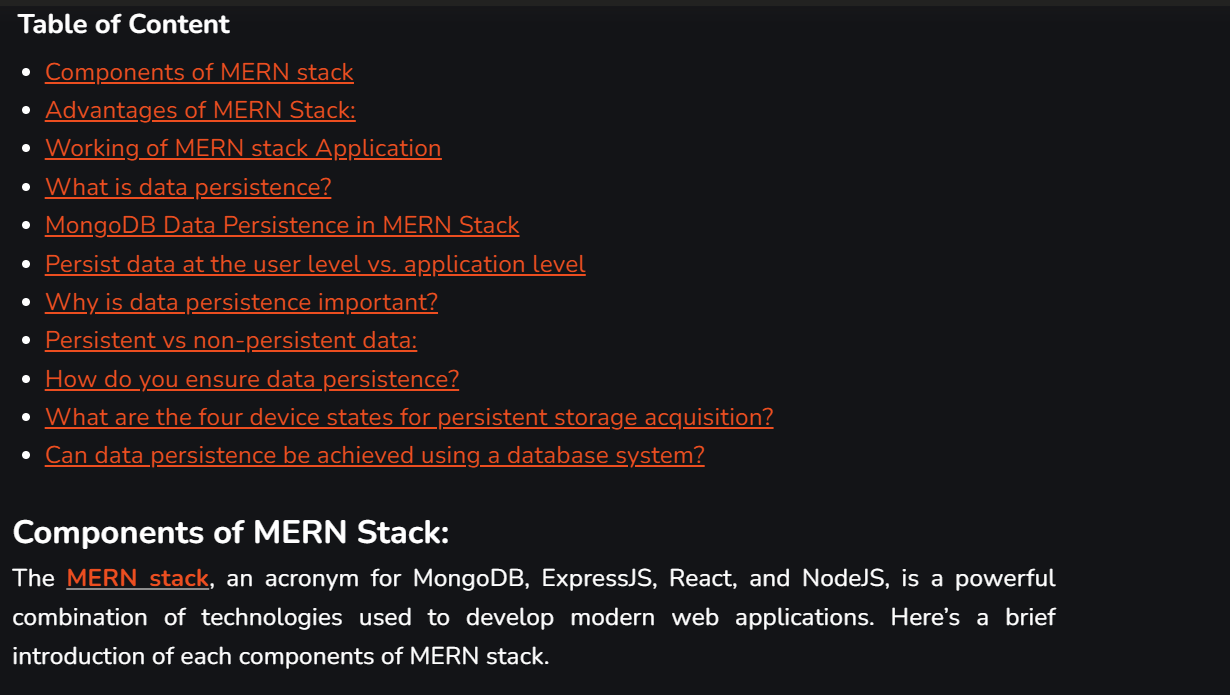 Table of Content
Components of MERN stack
Advantages of MERN Stack:
Working of MERN stack Application
What is data persistence?
MongoDB Data Persistence in MERN Stack
Persist data at the user level vs. application level
Why is data persistence important?
Persistent vs non-persistent data:
How do you ensure data persistence?
What are the four device states for persistent storage acquisition?
Can data persistence be achieved using a database system?
Components of MERN Stack:
The MERN stack, an acronym for MongoDB, ExpressJS, React, and NodeJS, is a powerful
combination of technologies used to develop modern web applications. Here’s a brief
introduction of each components of MERN stack.